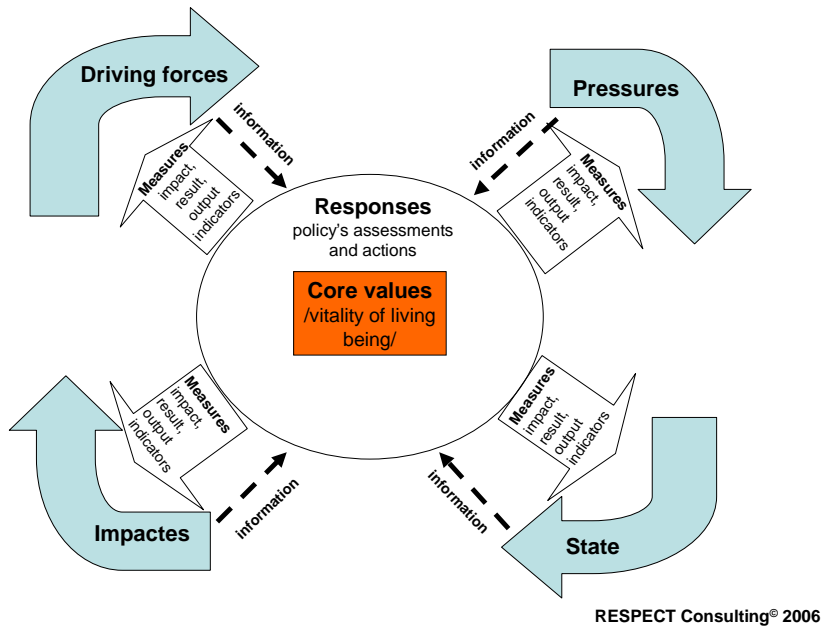 Driving forces
Pressures
information
information
Measures
impact,
result,
output
indicators
Measures
impact,
result,
output
indicators
Responses
policy's assessments
and actions
Core values
/vitality of living
being/
Measures
impact,
result,
output
indicators
Measures
impact,
result,
output
indicators
information
information
Impactes
State
RESPECT Consulting© 2006